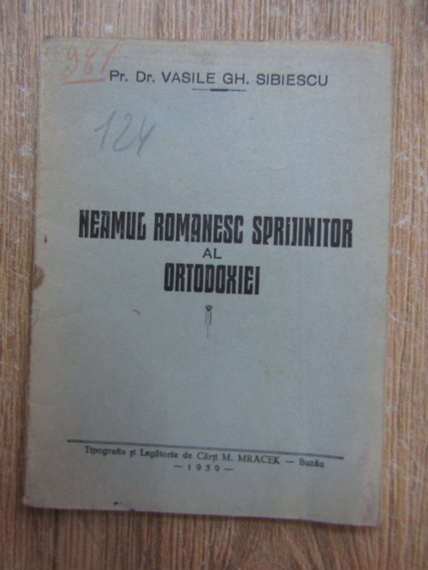 981
Pr. Dr. VASILE GH. SIBIESCU
124
NEAMUL ROMANESC SPRIJINITOR
AL
ORTODOXIEI
Tipografia și Legătoria de Cărți M. MRACEK — Buzău
— 1939 —